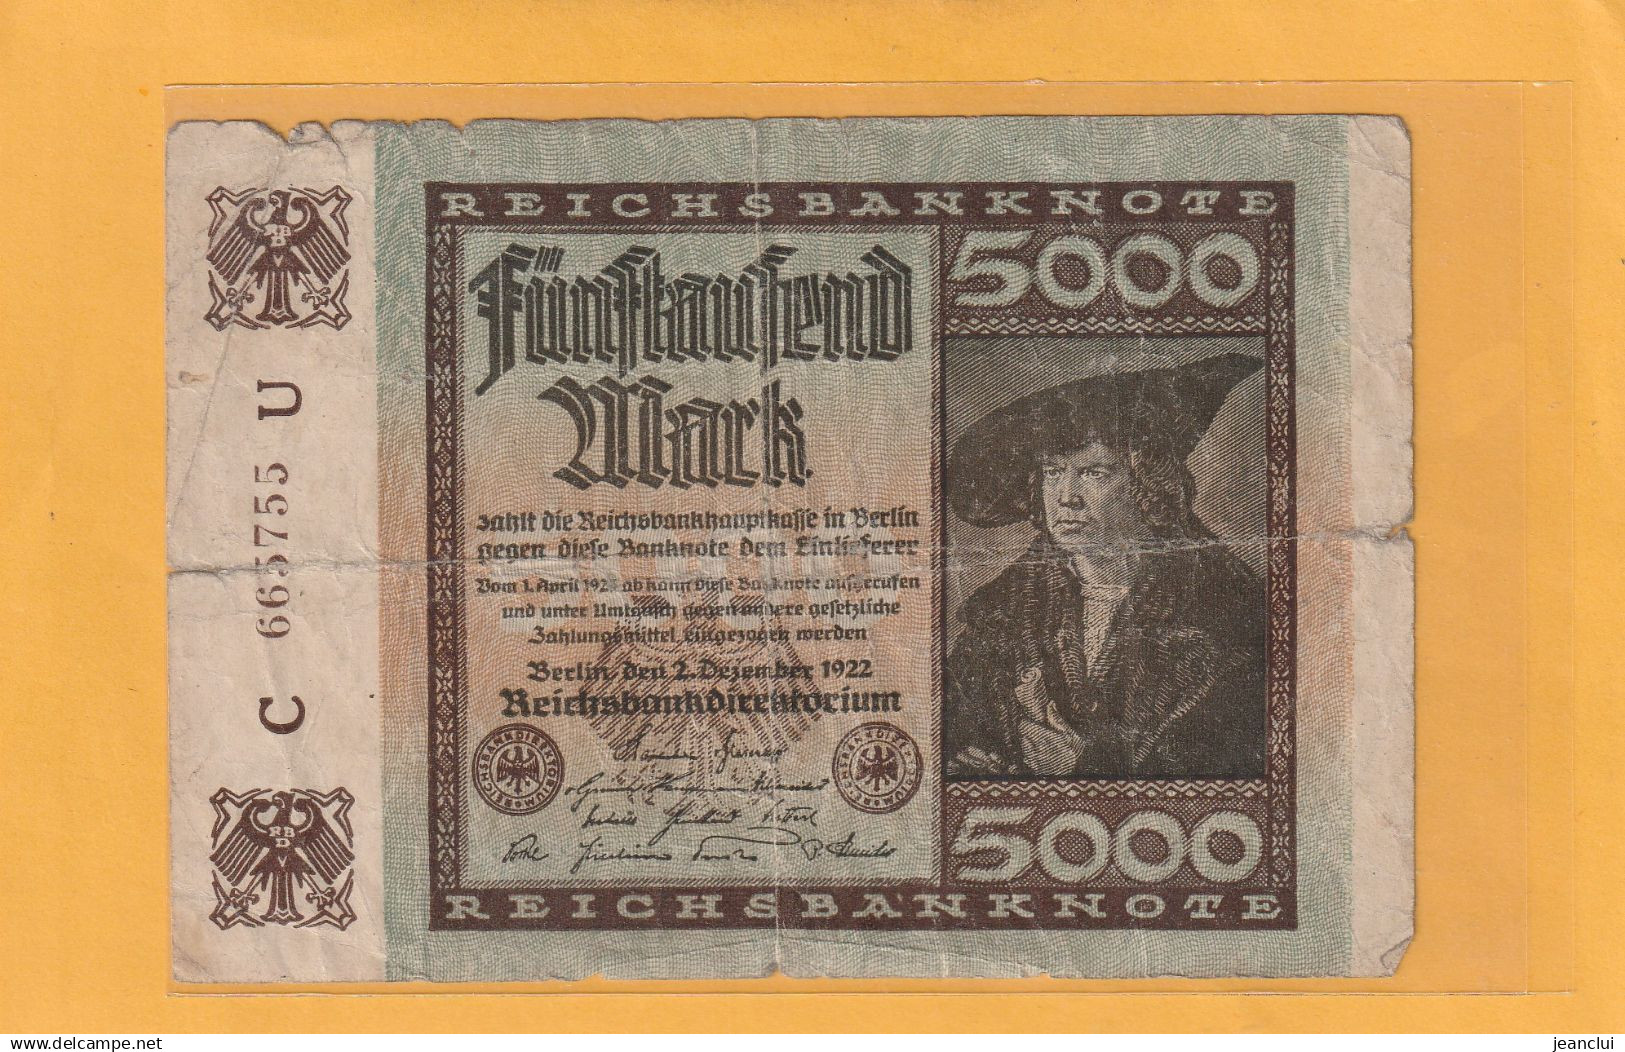 REICHSBANKNOTE
5000
Fünftausend
Mark
zahlt die Reichsbankhauptkasse in Berlin
gegen diese Banknote dem Einlieferer
Vom 1. April 1923 ab kann diese Banknote aufgerufen
und unter Umtausch gegen andere gesetzliche
Zahlungsmittel eingezogen werden
Berlin, den 2. Dezember 1922
Reichsbankdirektorium
REICHSBANKDIREKTORIUM
REICHSBANKDIREKTORIUM
5000
REICHSBANKNOTE
C 665755 U
www.delcampe.net
jeanclui